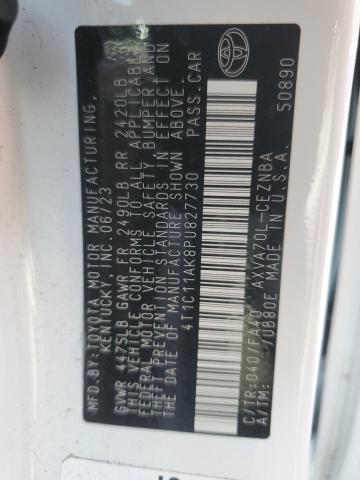 MFD.BY:TOYOTA MOTOR MANUFACTURING,
KENTUCKY, INC. 06/23
GVWR 4475LB GAWR FR 2490LB RR 2420LB
THIS VEHICLE CONFORMS TO ALL APPLICABLE
FEDERAL MOTOR VEHICLE SAFETY, BUMPER AND
THEFT PREVENTION STANDARDS IN EFFECT ON
THE DATE OF MANUFACTURE SHOWN ABOVE.
4T1C11AK8PU827730 PASS.CAR
C/TR:040/FA40 AXVA70L-CEZNBA
A/TM: -/UB80E MADE IN U.S.A.
50890